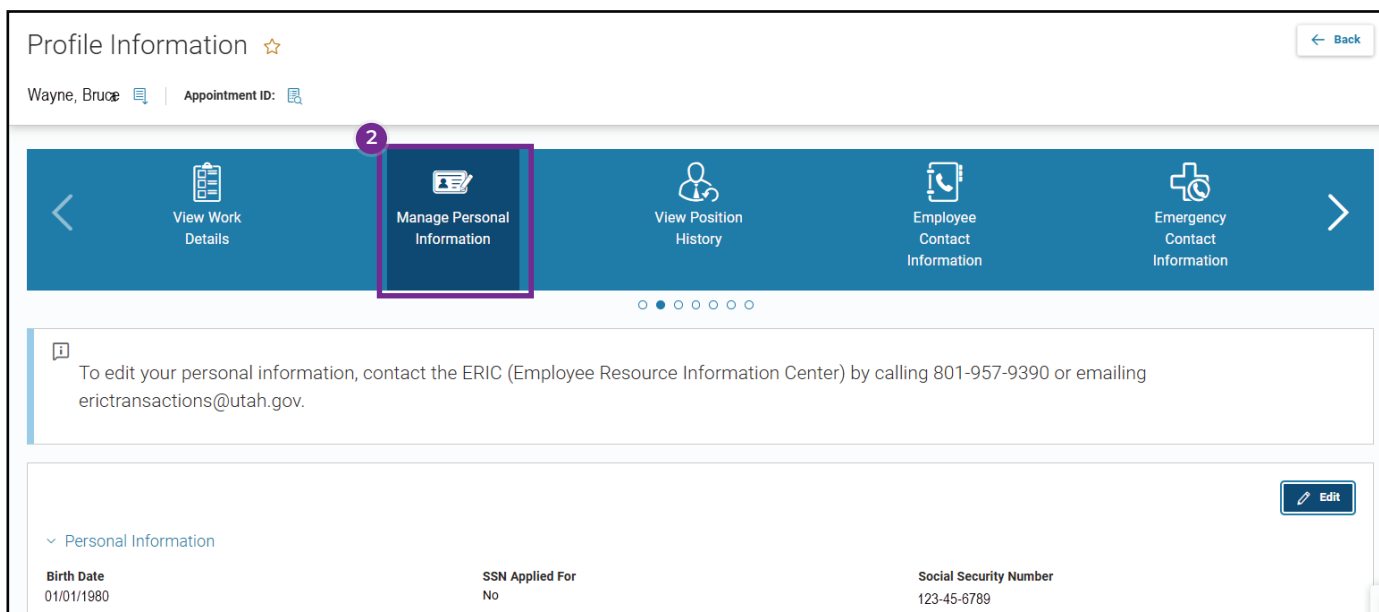 Profile Information
Back
Wayne, Bruce
Appointment ID:
2
View Work
Details
Manage Personal
Information
View Position
History
Employee
Contact
Information
Emergency
Contact
Information
To edit your personal information, contact the ERIC (Employee Resource Information Center) by calling 801-957-9390 or emailing
erictransactions@utah.gov.
Edit
Personal Information
Birth Date
SSN Applied For
Social Security Number
01/01/1980
No
123-45-6789